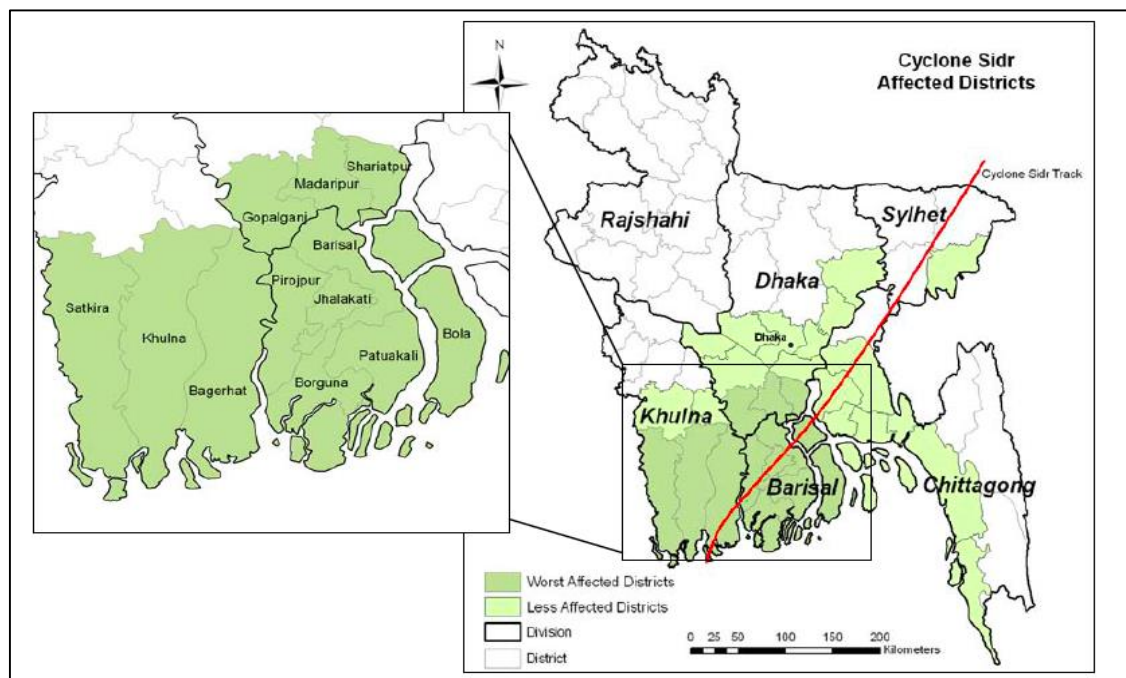 Cyclone Sidr
Affected Districts
N
Cyclone Sidr Track
Rajshahi
Sylhet
Dhaka
Dhaka
Khulna
Barisal
Chittagong
Shariatpur
Madaripur
Gopalganj
Barisal
Pirojpur
Jhalakati
Satkira
Khulna
Bola
Patuakali
Bagerhat
Borguna
Worst Affected Districts
Less Affected Districts
Division
District
0 25 50 100 150 200
Kilometers